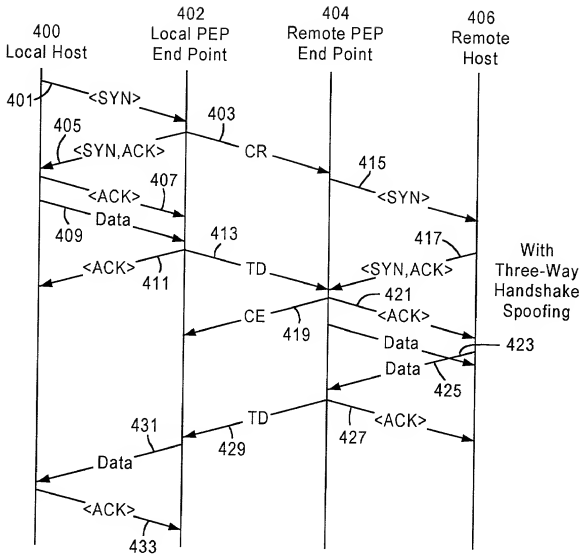 400
Local Host
402
Local PEP
End Point
404
Remote PEP
End Point
406
Remote
Host
401
<SYN>
403
405
<SYN,ACK>
CR
415
<ACK>
407
<SYN>
409
Data
413
417
<ACK>
411
TD
<SYN,ACK>
With
Three-Way
Handshake
Spoofing
421
CE
419
<ACK>
Data
423
Data
425
431
TD
429
427
<ACK>
Data
<ACK>
433